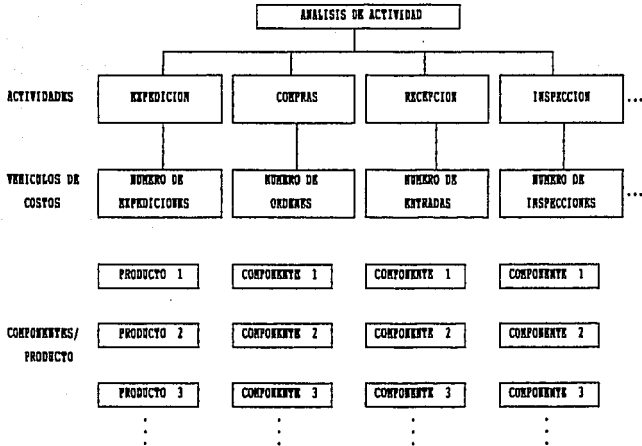 ANALISIS DE ACTIVIDAD
ACTIVIDADES EXPEDICION COMPRAS RECEPCION INSPECCION ...
VEHICULOS DE COSTOS NUMERO DE EXPEDICIONES NUMERO DE ORDENES NUMERO DE ENTRADAS NUMERO DE INSPECCIONES ...
PRODUCTO 1 COMPONENTE 1 COMPONENTE 1 COMPONENTE 1
COMPONENTES/ PRODUCTO PRODUCTO 2 COMPONENTE 2 COMPONENTE 2 COMPONENTE 2
PRODUCTO 3 COMPONENTE 3 COMPONENTE 3 COMPONENTE 3